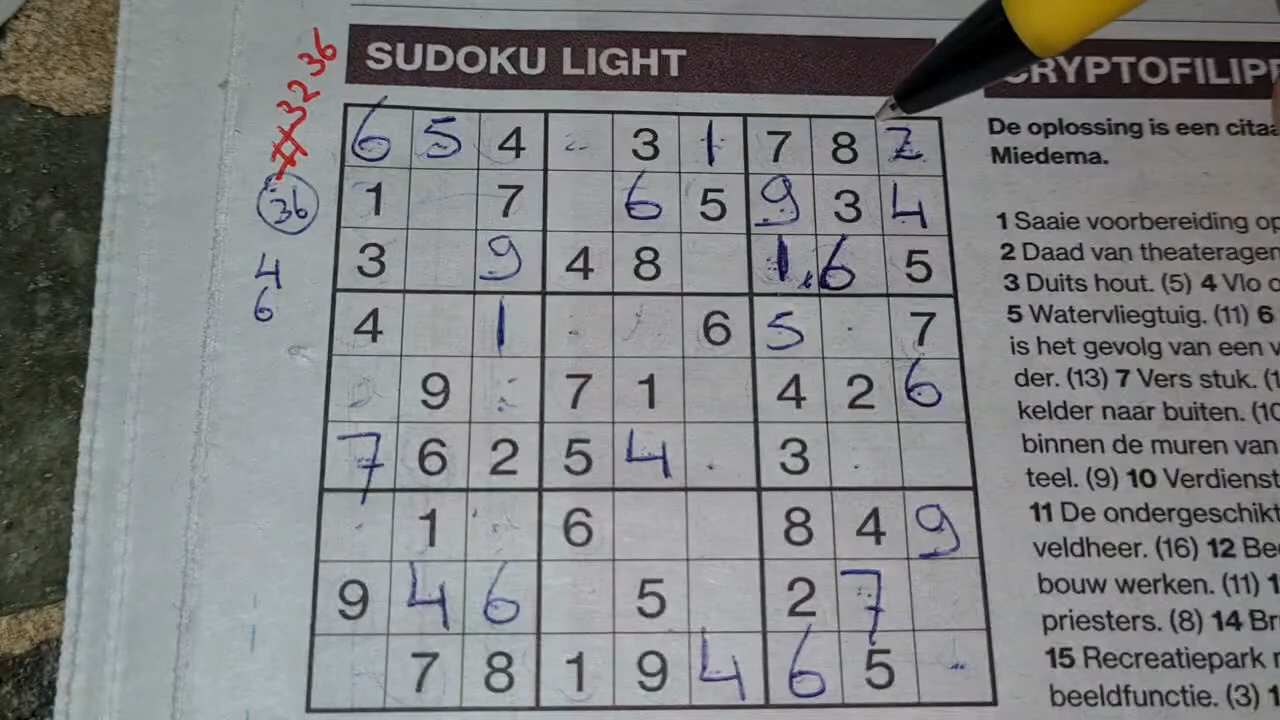 SUDOKU LIGHT
CRYPTOFILIPP
3236
36
4
6
6 5 4 3 1 7 8 2
1 7 6 5 9 3 4
3 9 4 8 1 6 5
4 1 6 5 7
9 7 1 4 2 6
7 6 2 5 4 3
1 6 8 4 9
9 4 6 5 2 7
7 8 1 9 4 6 5
De oplossing is een cita
Miedema.
1 Saaie voorbereiding op
2 Daad van theaterager
3 Duits hout. (5) 4 Vlo o
5 Watervliegtuig. (11) 6
is het gevolg van een v
der. (13) 7 Vers stuk. (1
kelder naar buiten. (10
binnen de muren van
teel. (9) 10 Verdienst
11 De ondergeschikt
veldheer. (16) 12 Be
bouw werken. (11) 1
priesters. (8) 14 Br
15 Recreatiepark
beeldfunctie. (3) 1